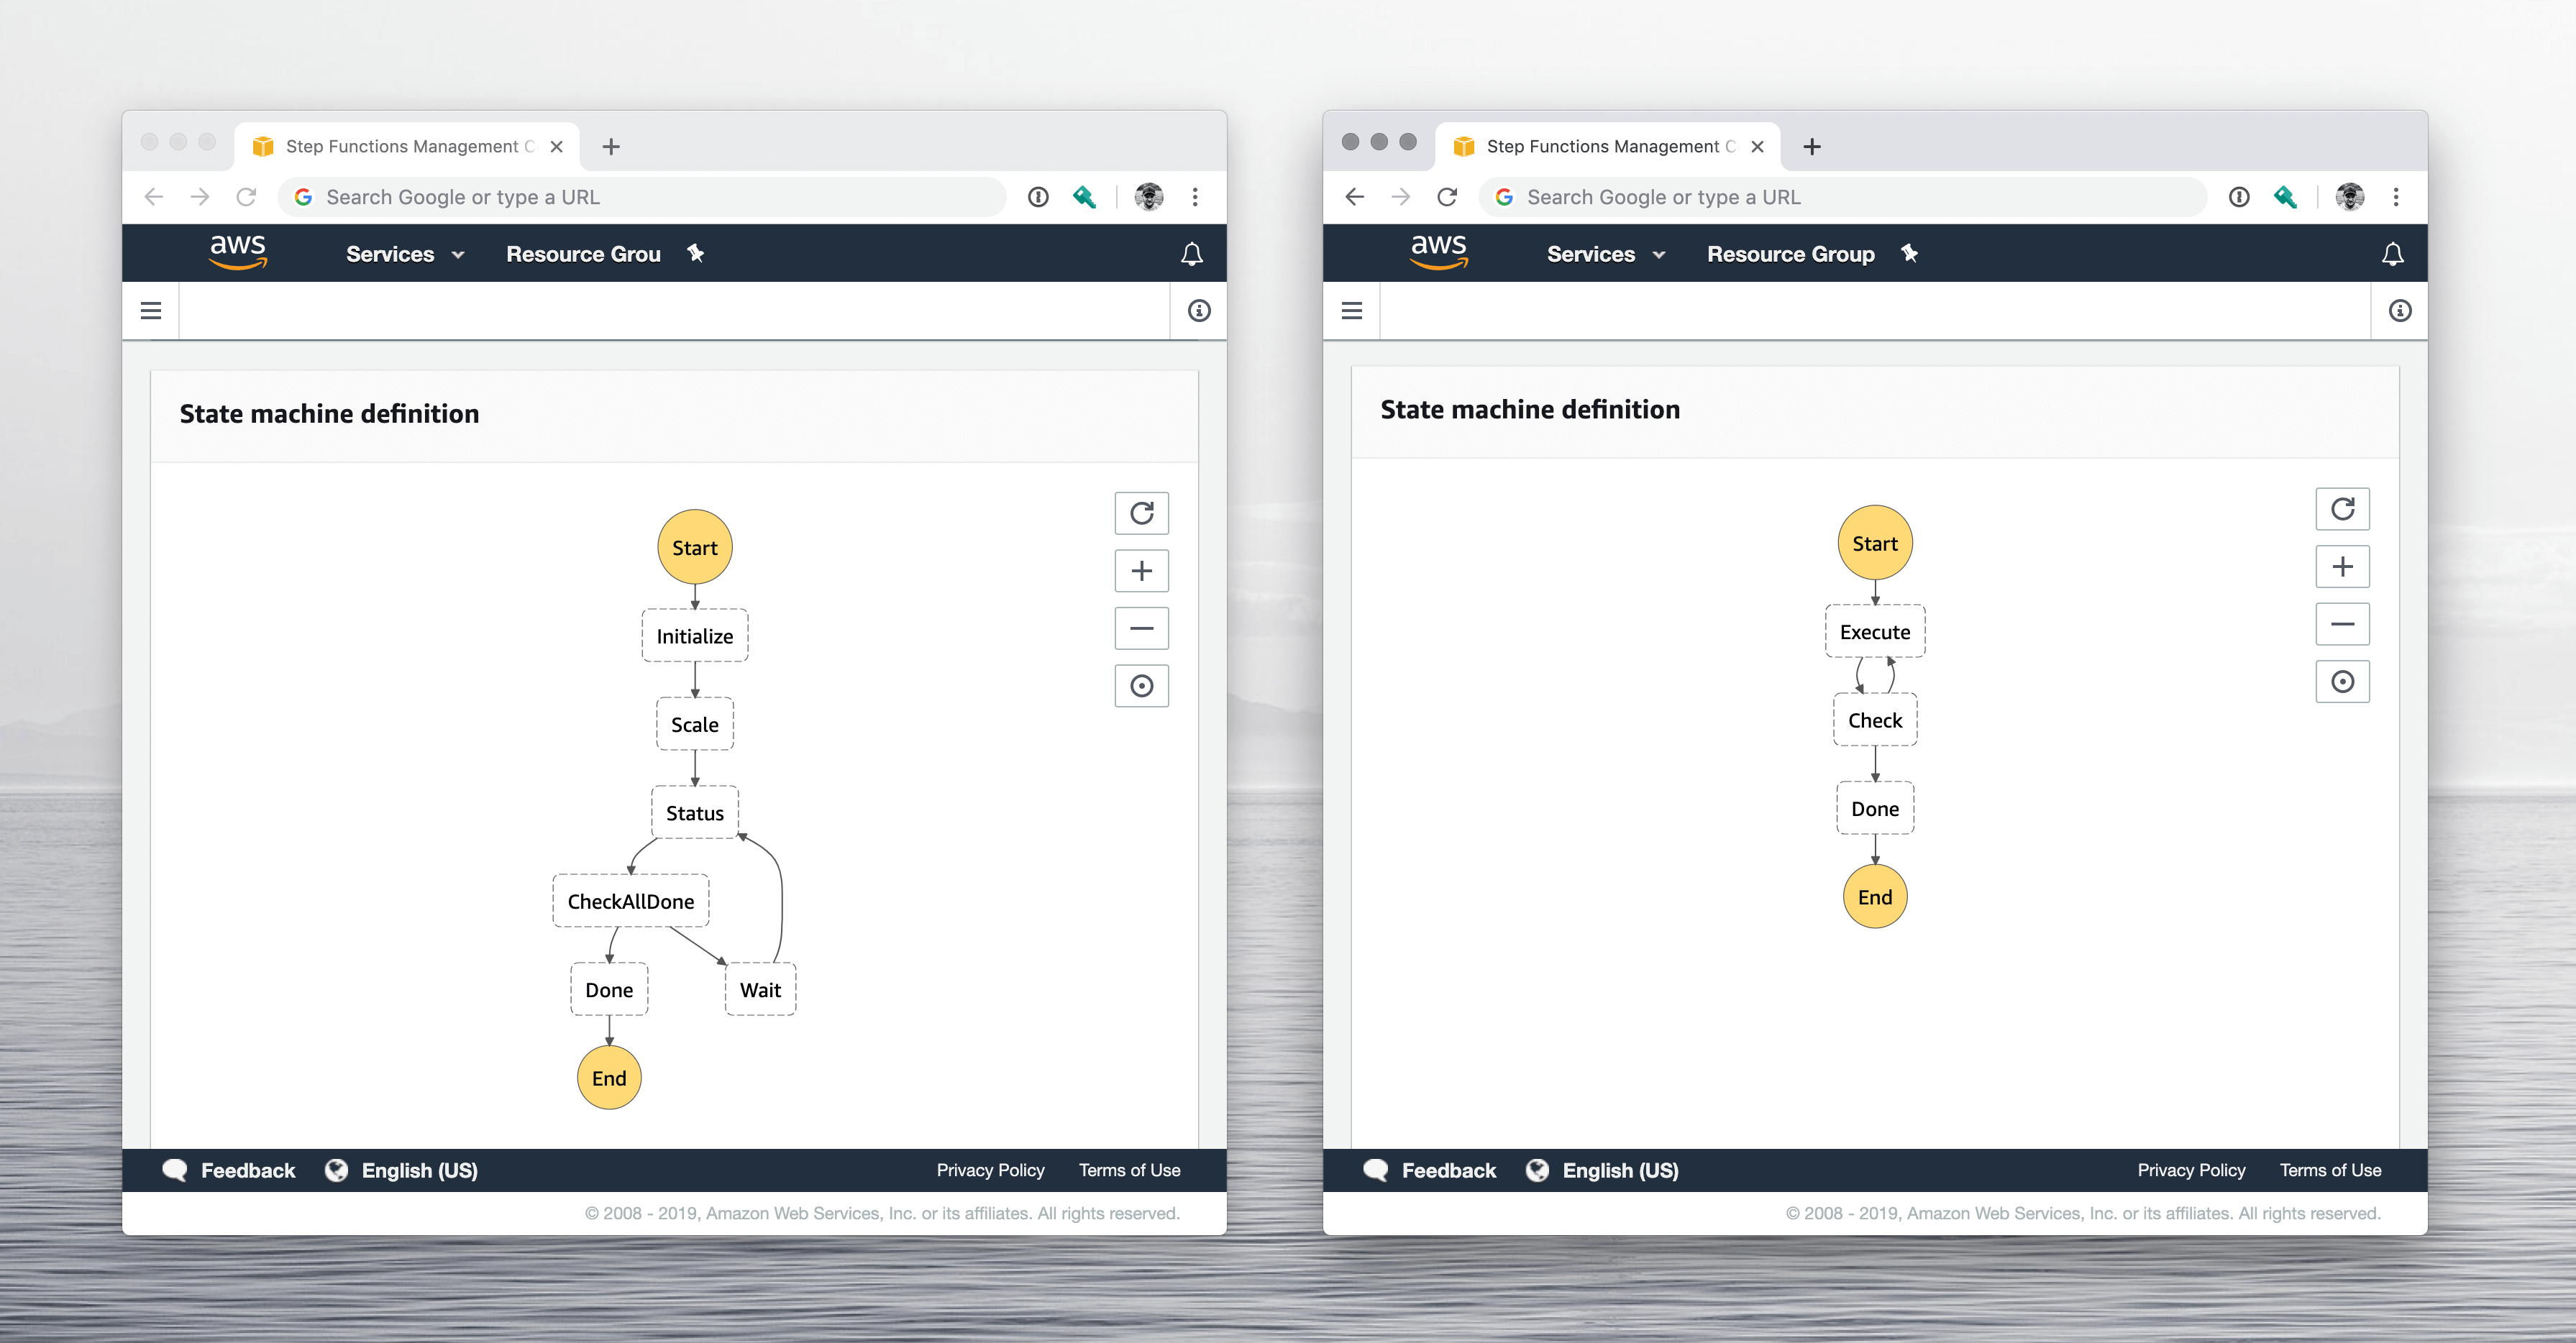 Step Functions Management C
Search Google or type a URL
aws
Services
Resource Grou
State machine definition
Start
Initialize
Scale
Status
CheckAllDone
Done
Wait
End
Feedback
English (US)
Privacy Policy
Terms of Use
© 2008 - 2019, Amazon Web Services, Inc. or its affiliates. All rights reserved.
Step Functions Management C
Search Google or type a URL
aws
Services
Resource Group
State machine definition
Start
Execute
Check
Done
End
Feedback
English (US)
Privacy Policy
Terms of Use
© 2008 - 2019, Amazon Web Services, Inc. or its affiliates. All rights reserved.